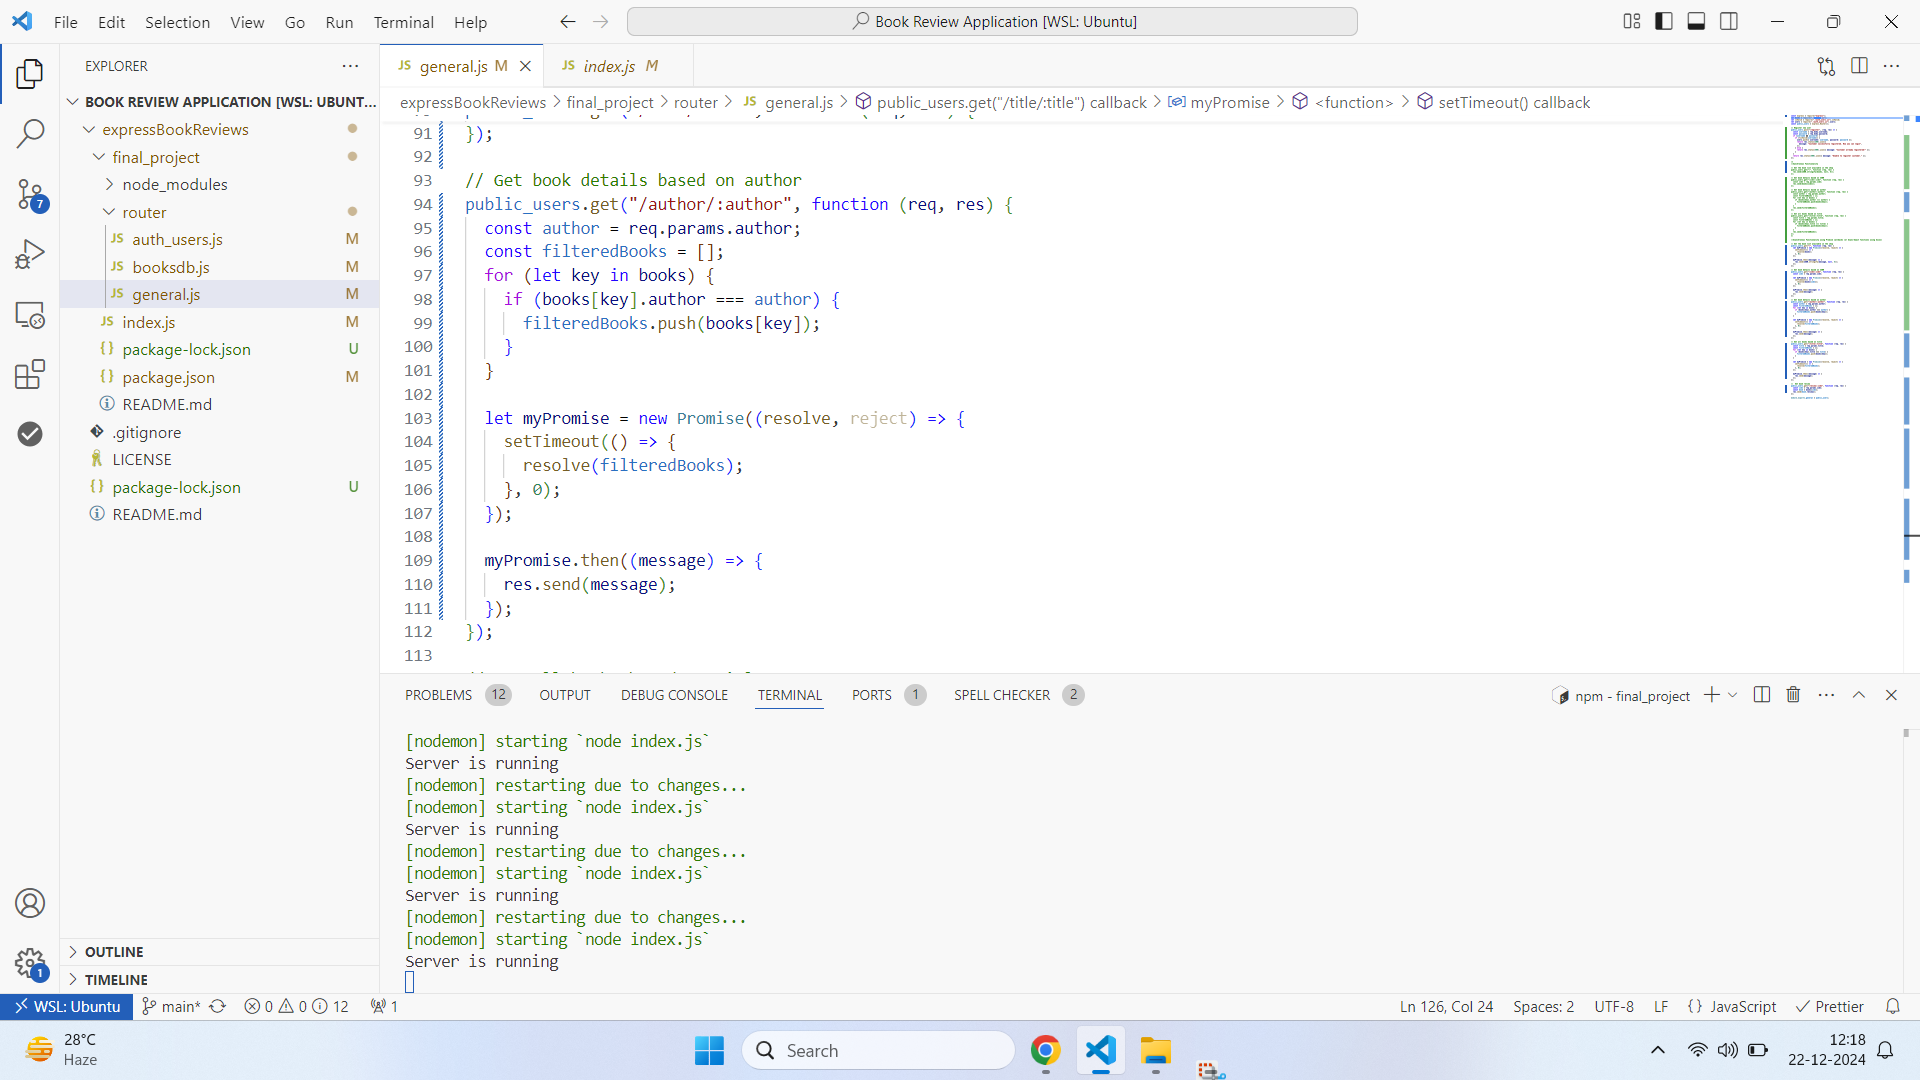 File Edit Selection View Go Run Terminal Help
Book Review Application [WSL: Ubuntu]
EXPLORER
BOOK REVIEW APPLICATION [WSL: UBUNT...
expressBookReviews
final_project
node_modules
router
JS auth_users.js M
JS booksdb.js M
JS general.js M
JS index.js M
{} package-lock.json U
{} package.json M
README.md
.gitignore
LICENSE
{} package-lock.json U
README.md
OUTLINE
TIMELINE
7
1
JS general.js M
JS index.js M
expressBookReviews > final_project > router > JS general.js > public_users.get("/title/:title") callback > myPromise > <function> > setTimeout() callback
91 });
92
93 // Get book details based on author
94 public_users.get("/author/:author", function (req, res) {
95 const author = req.params.author;
96 const filteredBooks = [];
97 for (let key in books) {
98 if (books[key].author === author) {
99 filteredBooks.push(books[key]);
100 }
101 }
102
103 let myPromise = new Promise((resolve, reject) => {
104 setTimeout(() => {
105 resolve(filteredBooks);
106 }, 0);
107 });
108
109 myPromise.then((message) => {
110 res.send(message);
111 });
112 });
113
PROBLEMS 12 OUTPUT DEBUG CONSOLE TERMINAL PORTS 1 SPELL CHECKER 2
npm - final_project
[nodemon] starting `node index.js`
Server is running
[nodemon] restarting due to changes...
[nodemon] starting `node index.js`
Server is running
[nodemon] restarting due to changes...
[nodemon] starting `node index.js`
Server is running
[nodemon] restarting due to changes...
[nodemon] starting `node index.js`
Server is running
WSL: Ubuntu main* 0 0 12 1
Ln 126, Col 24 Spaces: 2 UTF-8 LF {} JavaScript Prettier
28°C
Haze
Search
12:18
22-12-2024